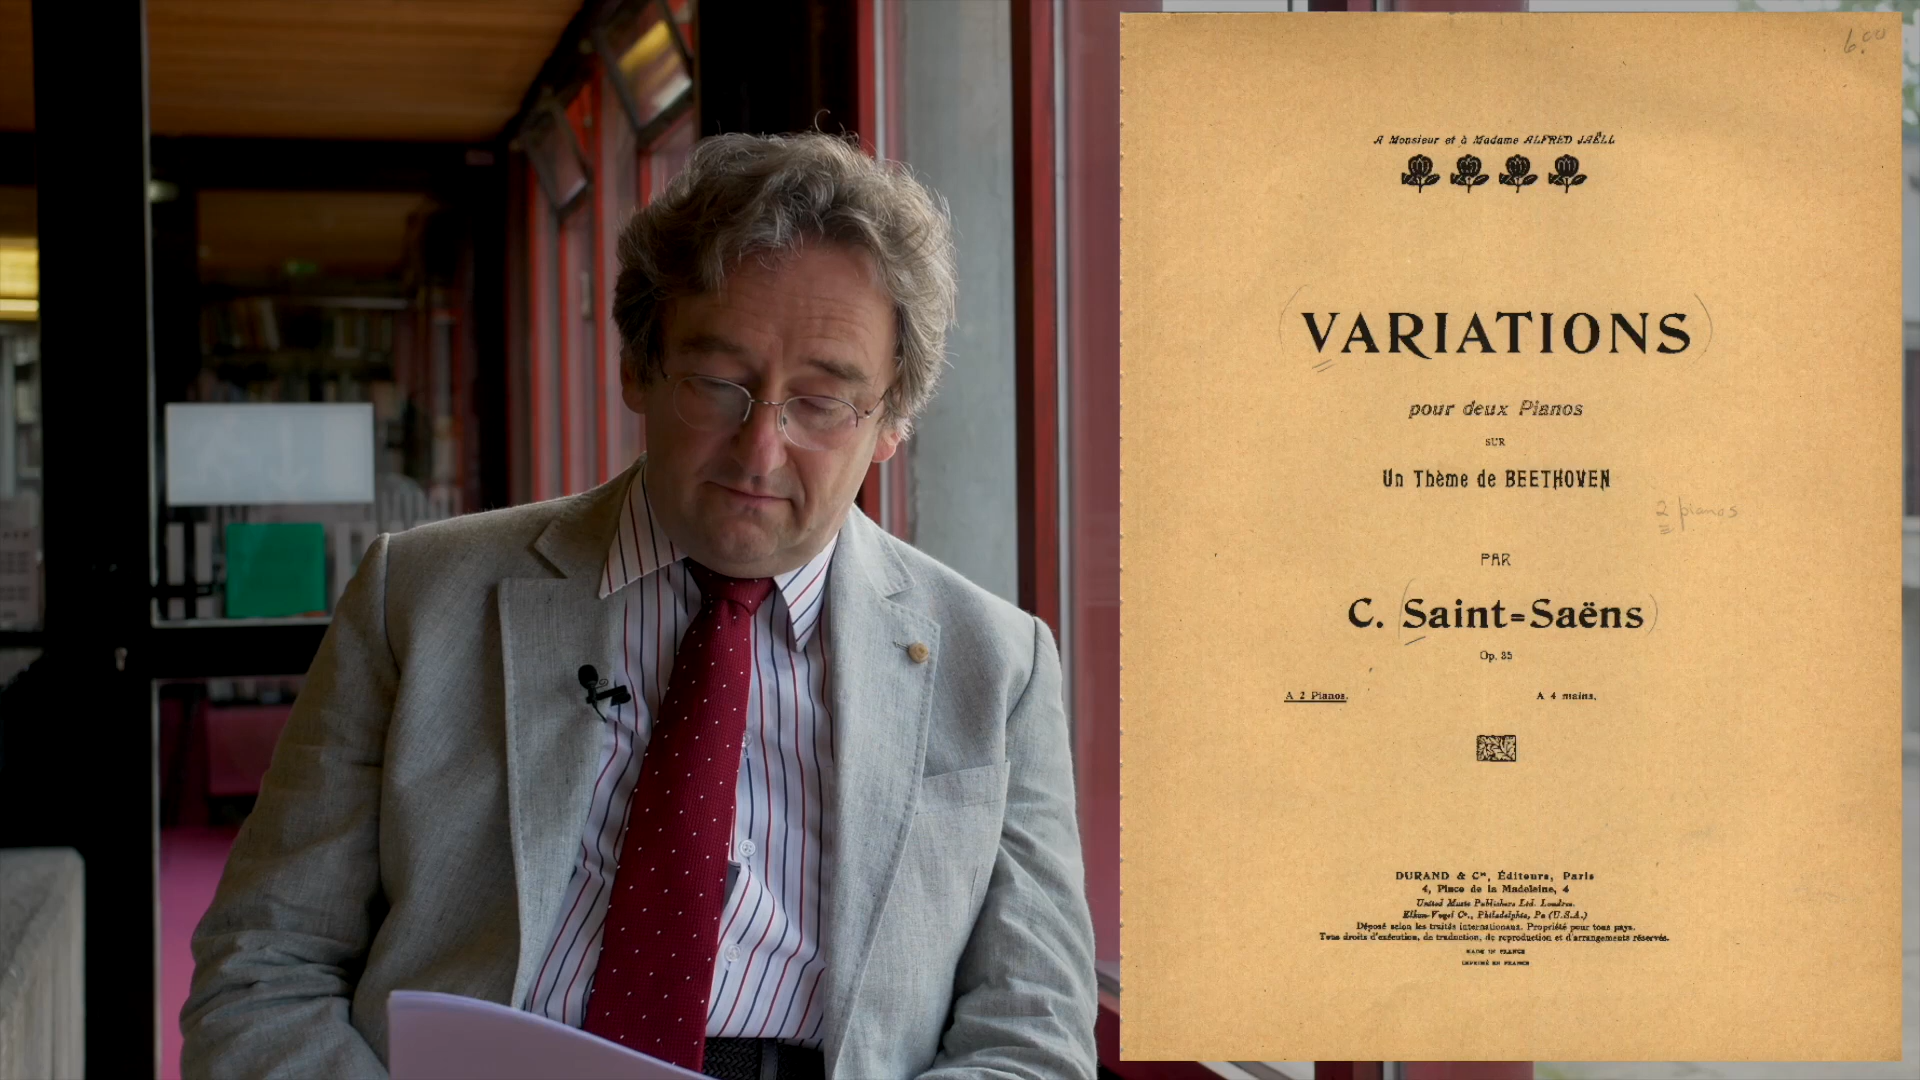 6.00
A Monsieur et à Madame ALFRED JAËLL
VARIATIONS
pour deux Pianos
SUR
Un Thème de BEETHOVEN
2 pianos
PAR
C. Saint=Saëns
Op. 35
A 2 Pianos.
A 4 mains.
DURAND & Cie, Éditeurs, Paris
4, Place de la Madeleine, 4
United Music Publishers Ltd. Londres.
Elkan-Vogel Co., Philadelphia, Pa (U.S.A.)
Déposé selon les traités internationaux. Propriété pour tous pays.
Tous droits d'exécution, de traduction, de reproduction et d'arrangements réservés.
MADE IN FRANCE
IMPRIMÉ EN FRANCE